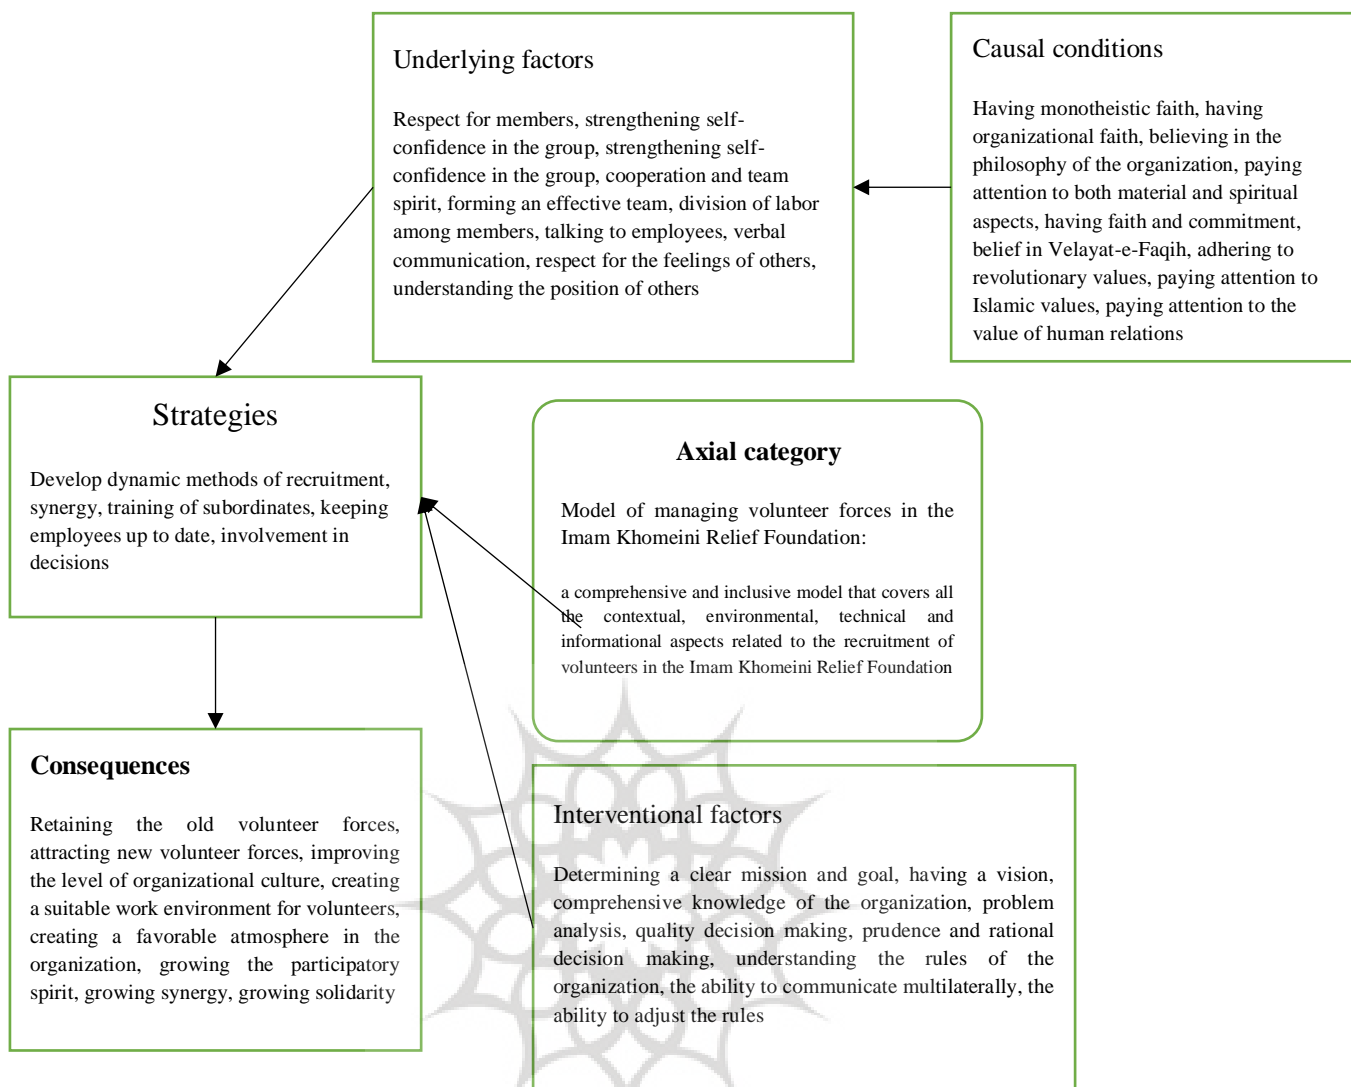 Underlying factors
Respect for members, strengthening self-
confidence in the group, strengthening self-
confidence in the group, cooperation and team
spirit, forming an effective team, division of labor
among members, talking to employees, verbal
communication, respect for the feelings of others,
understanding the position of others
Causal conditions
Having monotheistic faith, having
organizational faith, believing in the
philosophy of the organization, paying
attention to both material and spiritual
aspects, having faith and commitment,
belief in Velayat-e-Faqih, adhering to
revolutionary values, paying attention to
Islamic values, paying attention to the
value of human relations
Strategies
Develop dynamic methods of recruitment,
synergy, training of subordinates, keeping
employees up to date, involvement in
decisions
Axial category
Model of managing volunteer forces in the
Imam Khomeini Relief Foundation:
a comprehensive and inclusive model that covers all
the contextual, environmental, technical and
informational aspects related to the recruitment of
volunteers in the Imam Khomeini Relief Foundation
Consequences
Retaining the old volunteer forces,
attracting new volunteer forces, improving
the level of organizational culture, creating
a suitable work environment for volunteers,
creating a favorable atmosphere in the
organization, growing the participatory
spirit, growing synergy, growing solidarity
Interventional factors
Determining a clear mission and goal, having a vision,
comprehensive knowledge of the organization, problem
analysis, quality decision making, prudence and rational
decision making, understanding the rules of the
organization, the ability to communicate multilaterally, the
ability to adjust the rules